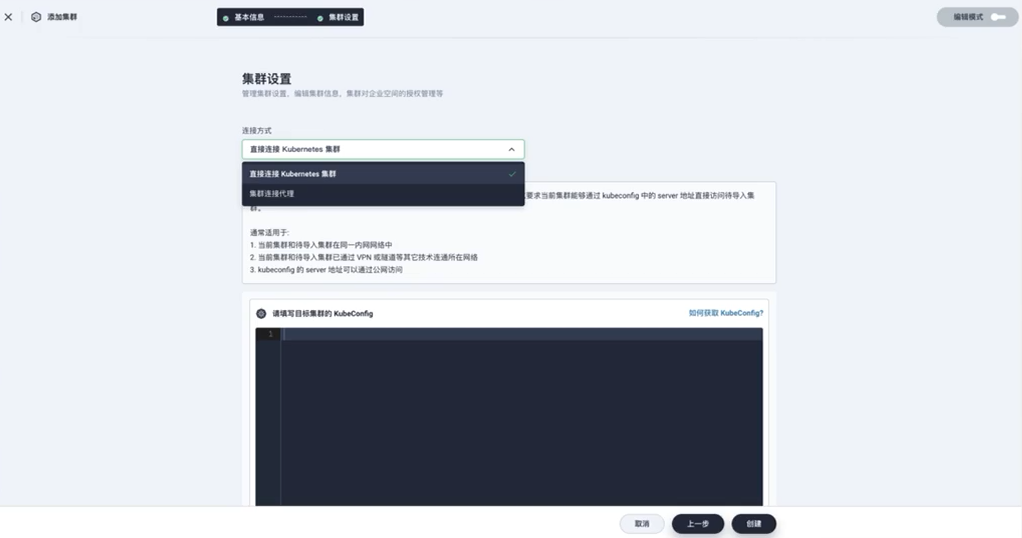 添加集群
基本信息
集群设置
编辑模式
集群设置
管理集群设置、编辑集群信息，集群对企业空间的授权管理等
连接方式
直接连接 Kubernetes 集群
直接连接 Kubernetes 集群
集群连接代理
要求当前集群能够通过 kubeconfig 中的 server 地址直接访问待导入集
群。
通常适用于:
1. 当前集群和待导入集群在同一内网网络中
2. 当前集群和待导入集群已通过 VPN 或隧道等其它技术连通所在网络
3. kubeconfig 的 server 地址可以通过公网访问
请填写目标集群的 KubeConfig
如何获取 KubeConfig?
1
取消
上一步
创建